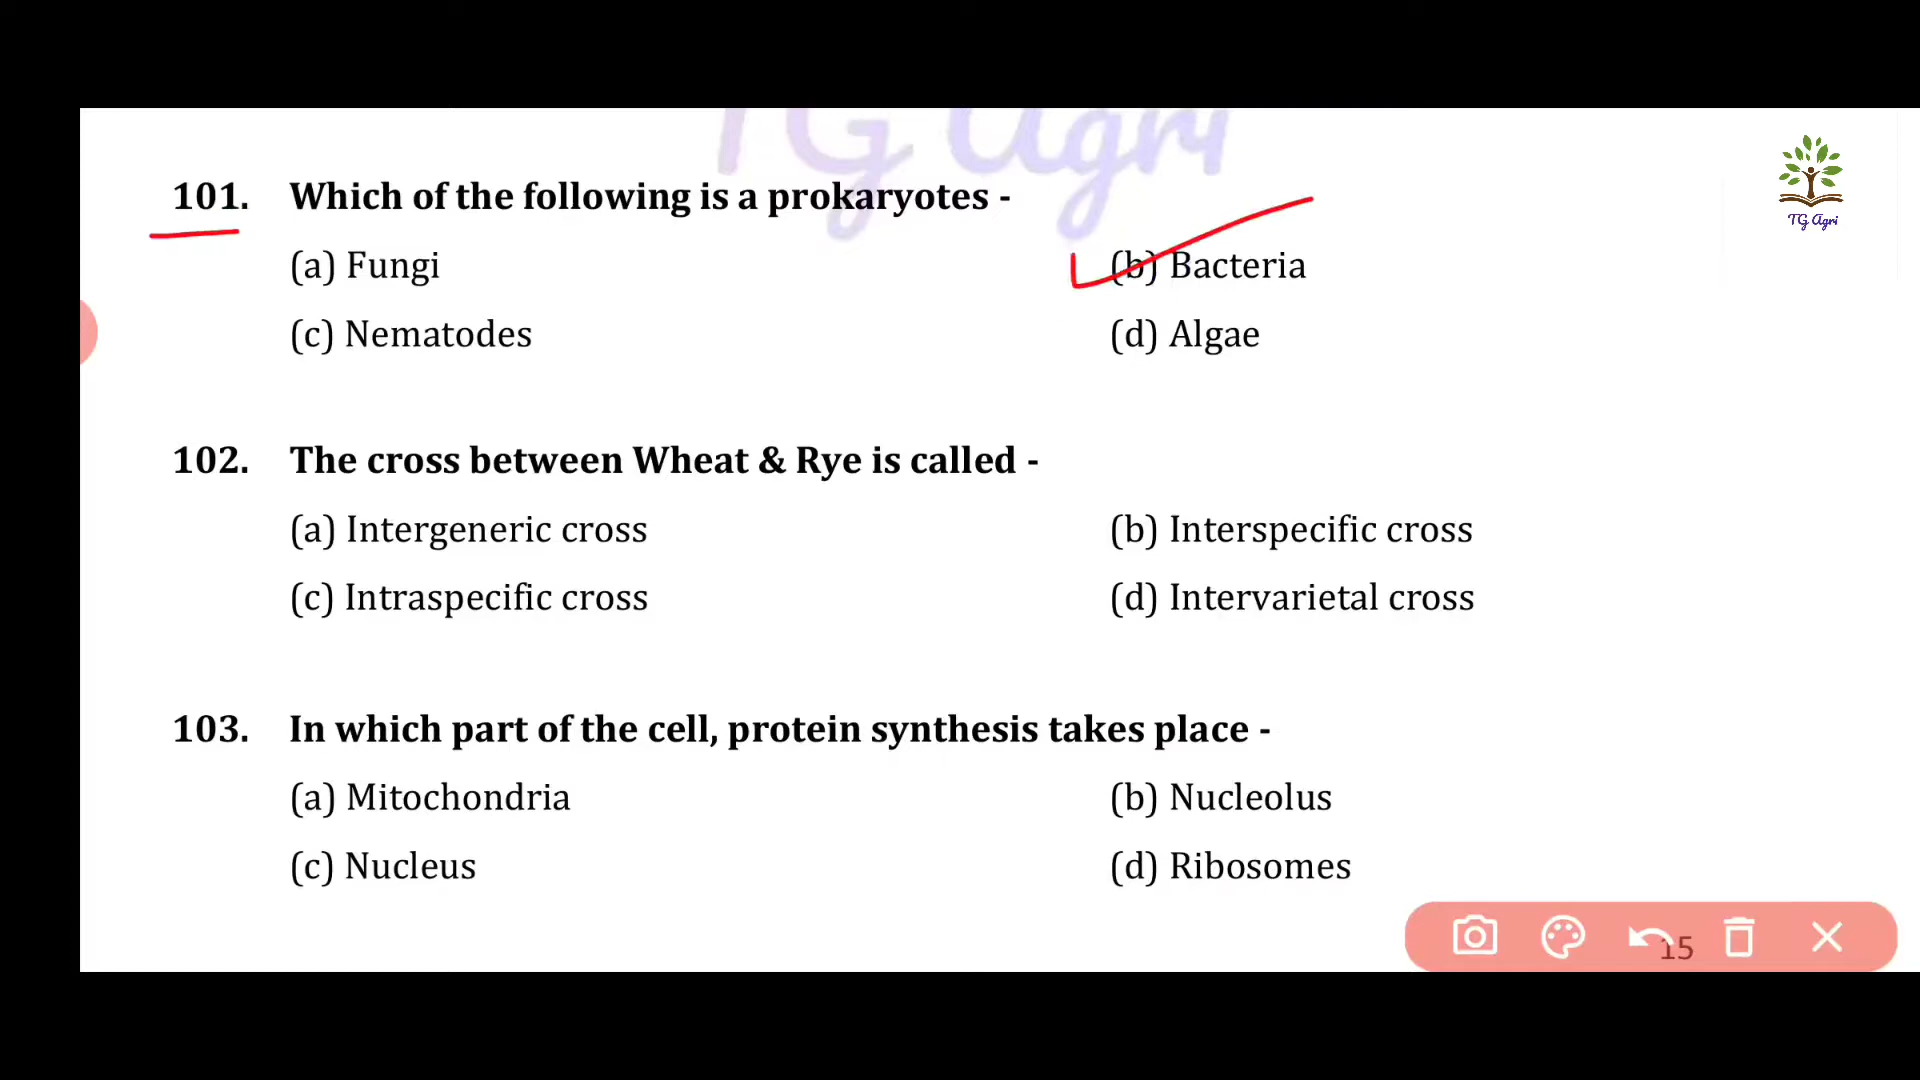 TG Agri
101. Which of the following is a prokaryotes -
(a) Fungi (b) Bacteria
(c) Nematodes (d) Algae
TG Agri
102. The cross between Wheat & Rye is called -
(a) Intergeneric cross (b) Interspecific cross
(c) Intraspecific cross (d) Intervarietal cross
103. In which part of the cell, protein synthesis takes place -
(a) Mitochondria (b) Nucleolus
(c) Nucleus (d) Ribosomes
15